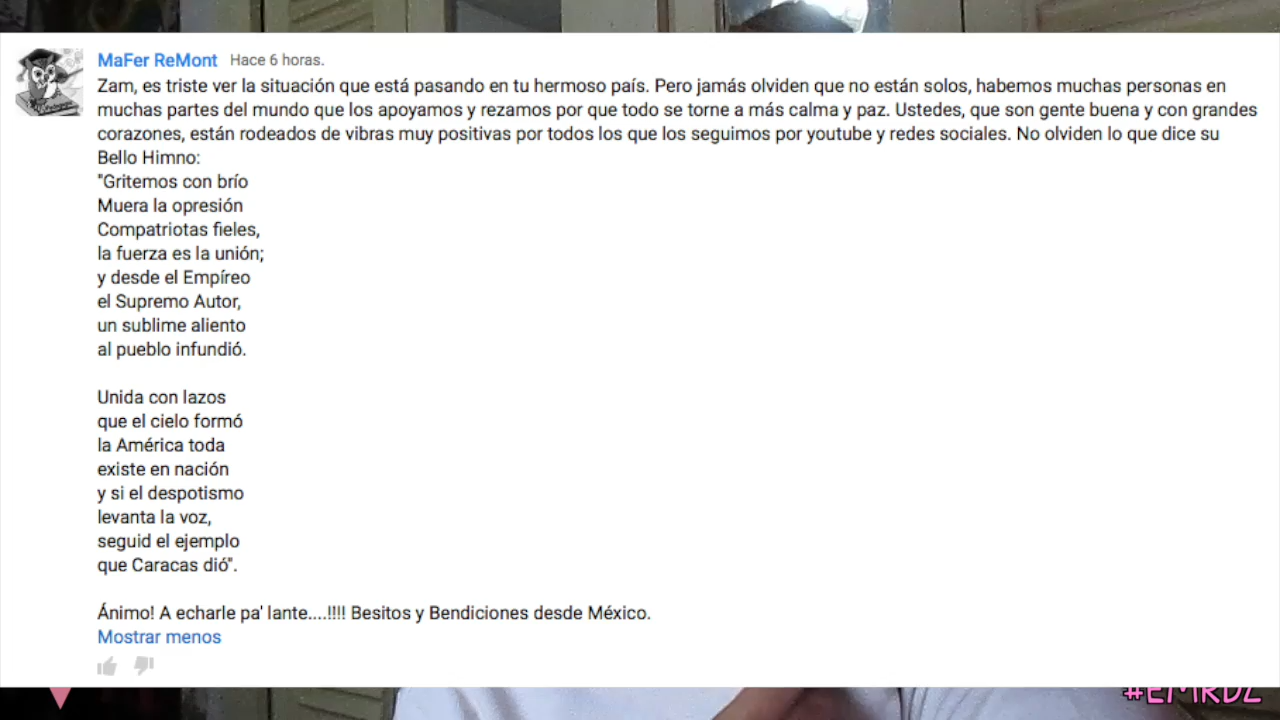 MaFer ReMont Hace 6 horas.
Zam, es triste ver la situación que está pasando en tu hermoso país. Pero jamás olviden que no están solos, habemos muchas personas en
muchas partes del mundo que los apoyamos y rezamos por que todo se torne a más calma y paz. Ustedes, que son gente buena y con grandes
corazones, están rodeados de vibras muy positivas por todos los que los seguimos por youtube y redes sociales. No olviden lo que dice su
Bello Himno:
"Gritemos con brío
Muera la opresión
Compatriotas fieles,
la fuerza es la unión;
y desde el Empíreo
el Supremo Autor,
un sublime aliento
al pueblo infundió.
Unida con lazos
que el cielo formó
la América toda
existe en nación
y si el despotismo
levanta la voz,
seguid el ejemplo
que Caracas dió".
Ánimo! A echarle pa' lante....!!!! Besitos y Bendiciones desde México.
Mostrar menos
#EMRDZ